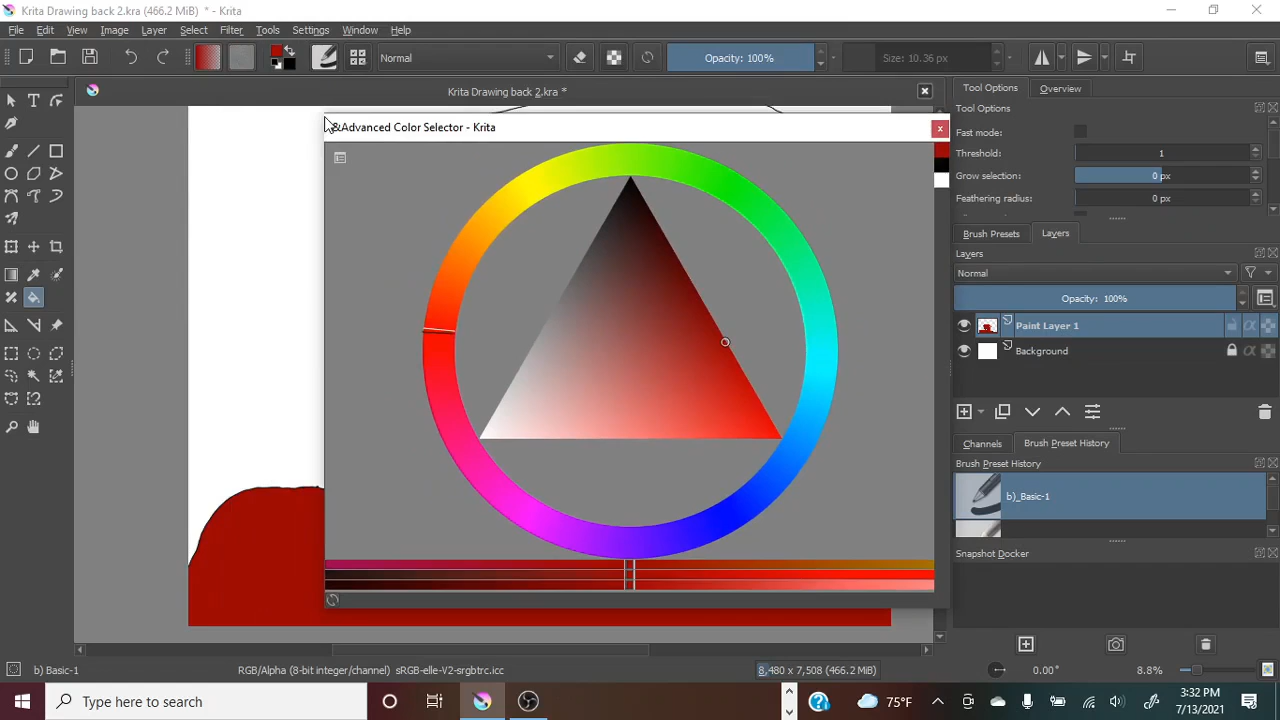 Krita Drawing back 2.kra (466.2 MiB) * - Krita
File Edit View Image Layer Select Filter Tools Settings Window Help
Normal
Opacity: 100%
Size: 10.36 px
Krita Drawing back 2.kra *
&Advanced Color Selector - Krita
Tool Options
Overview
Tool Options
Fast mode:
Threshold: 1
Grow selection: 0 px
Feathering radius: 0 px
Brush Presets
Layers
Layers
Normal
Opacity: 100%
Paint Layer 1
Background
Channels
Brush Preset History
Brush Preset History
b)_Basic-1
Snapshot Docker
b) Basic-1
RGB/Alpha (8-bit integer/channel) sRGB-elle-V2-srgbtrc.icc
8,480 x 7,508 (466.2 MiB)
0.00°
8.8%
Type here to search
75°F
3:32 PM
7/13/2021